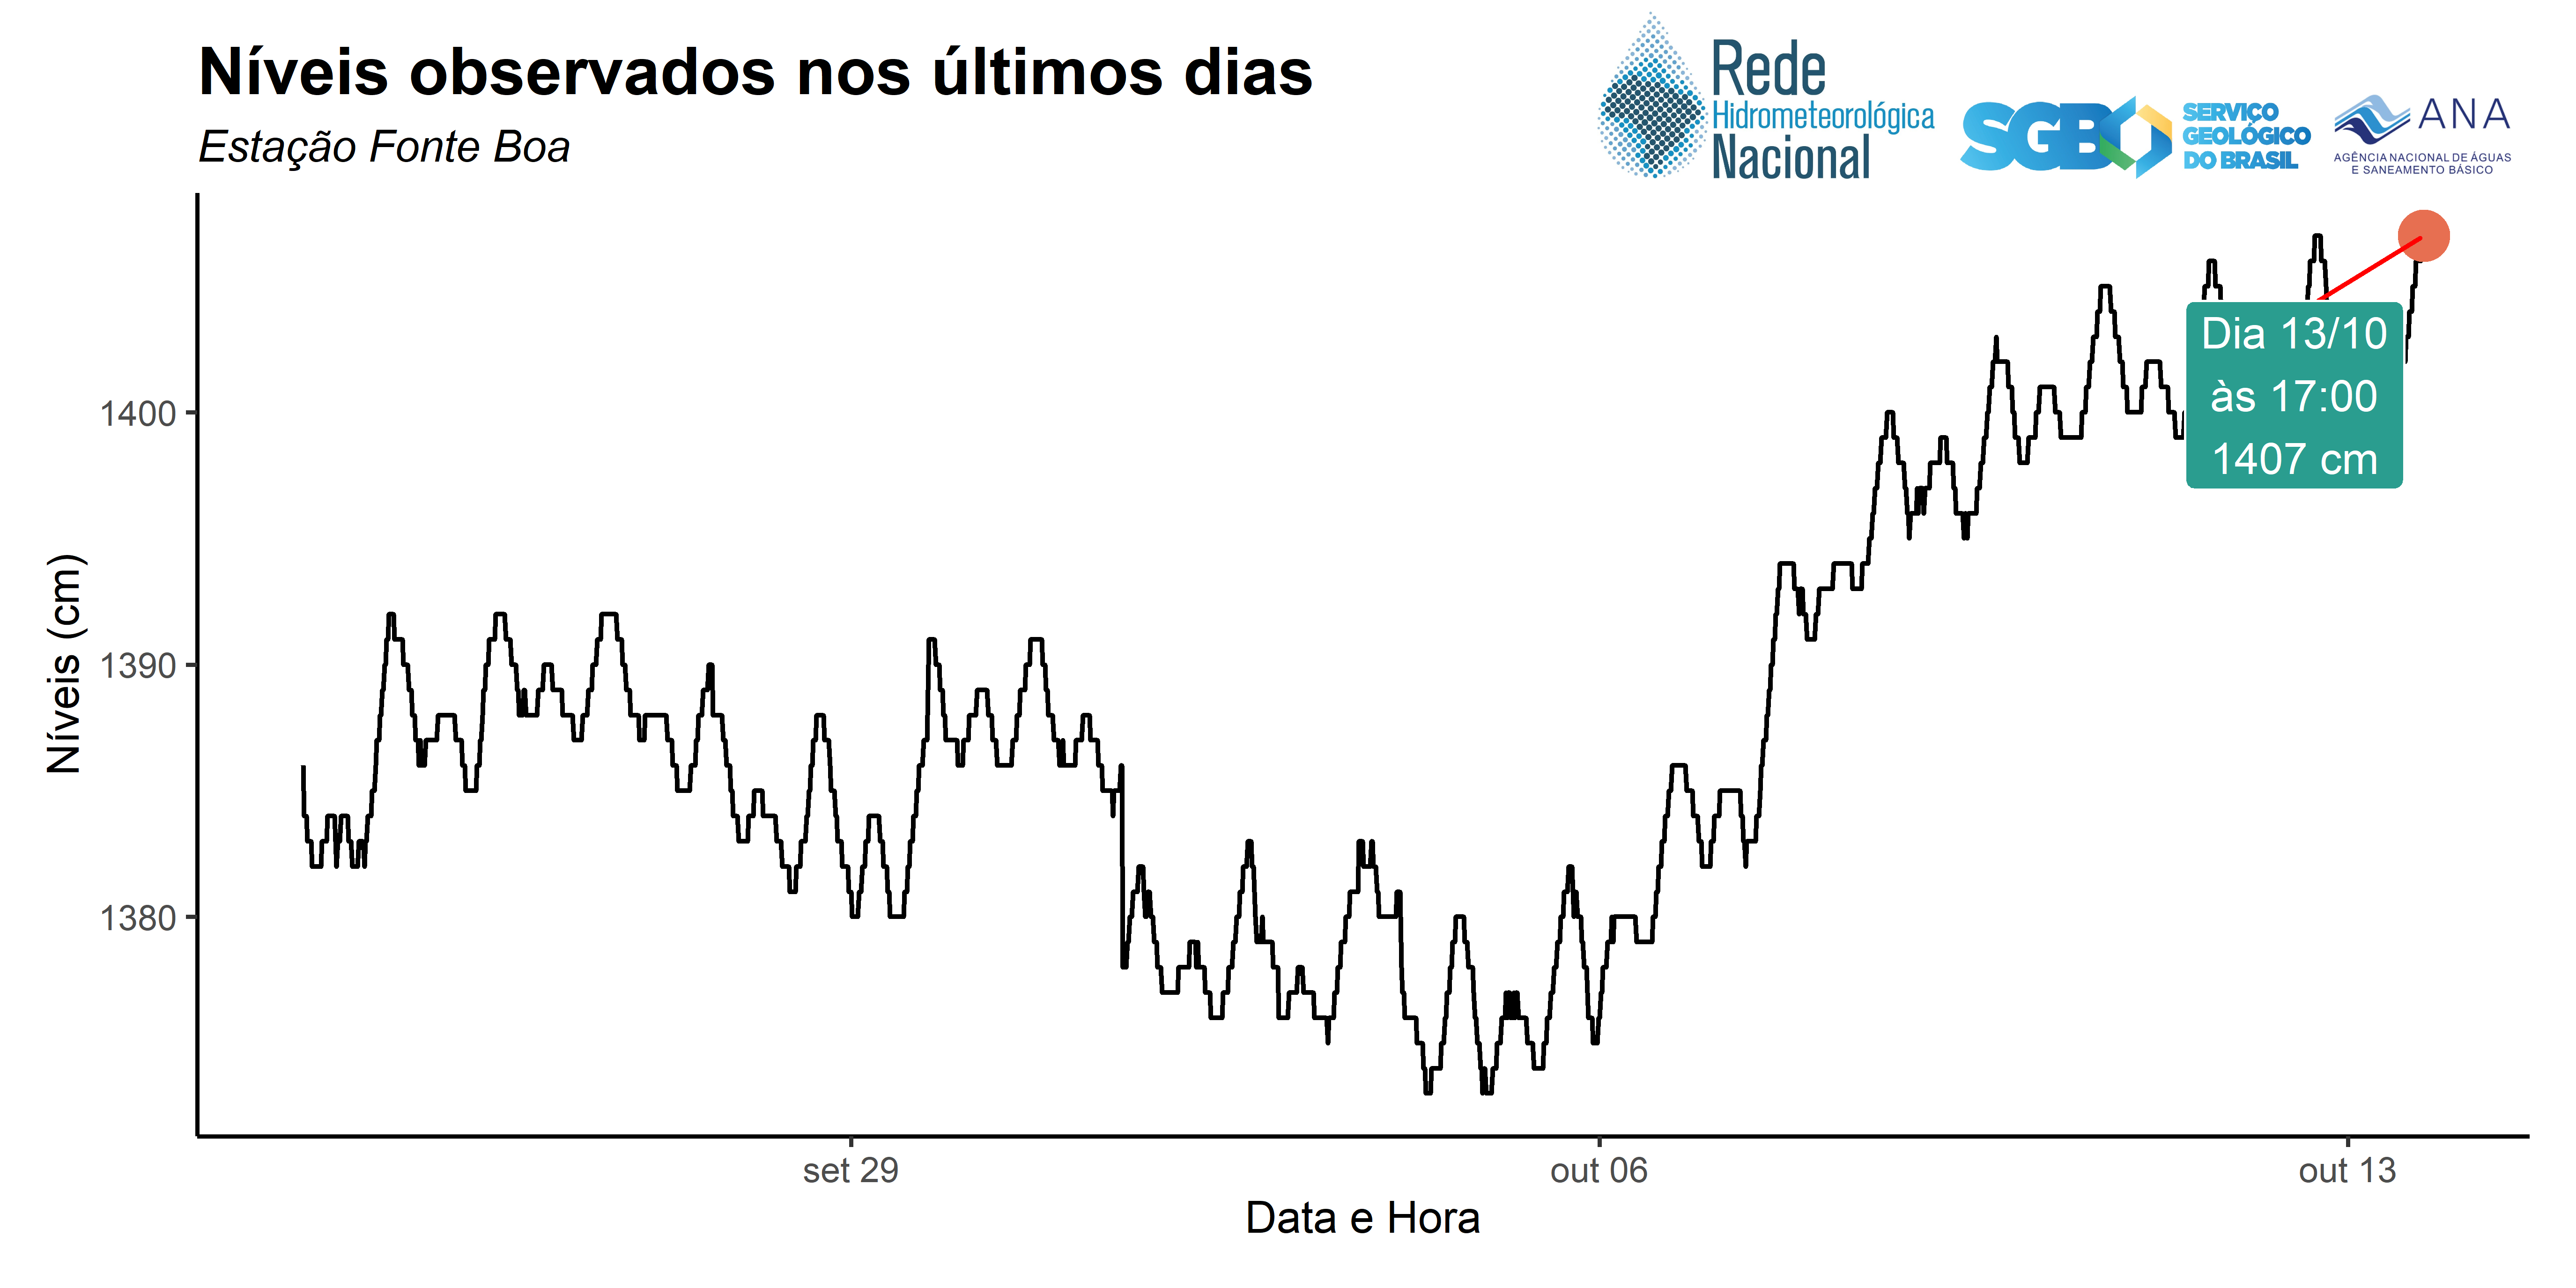 Níveis observados nos últimos dias
Estação Fonte Boa
Rede
Hidrometeorológica
Nacional
SGB
SERVIÇO
GEOLÓGICO
DO BRASIL
ANA
AGÊNCIA NACIONAL DE ÁGUAS
E SANEAMENTO BÁSICO
Níveis (cm)
1400
1390
1380
Dia 13/10
às 17:00
1407 cm
set 29
out 06
out 13
Data e Hora